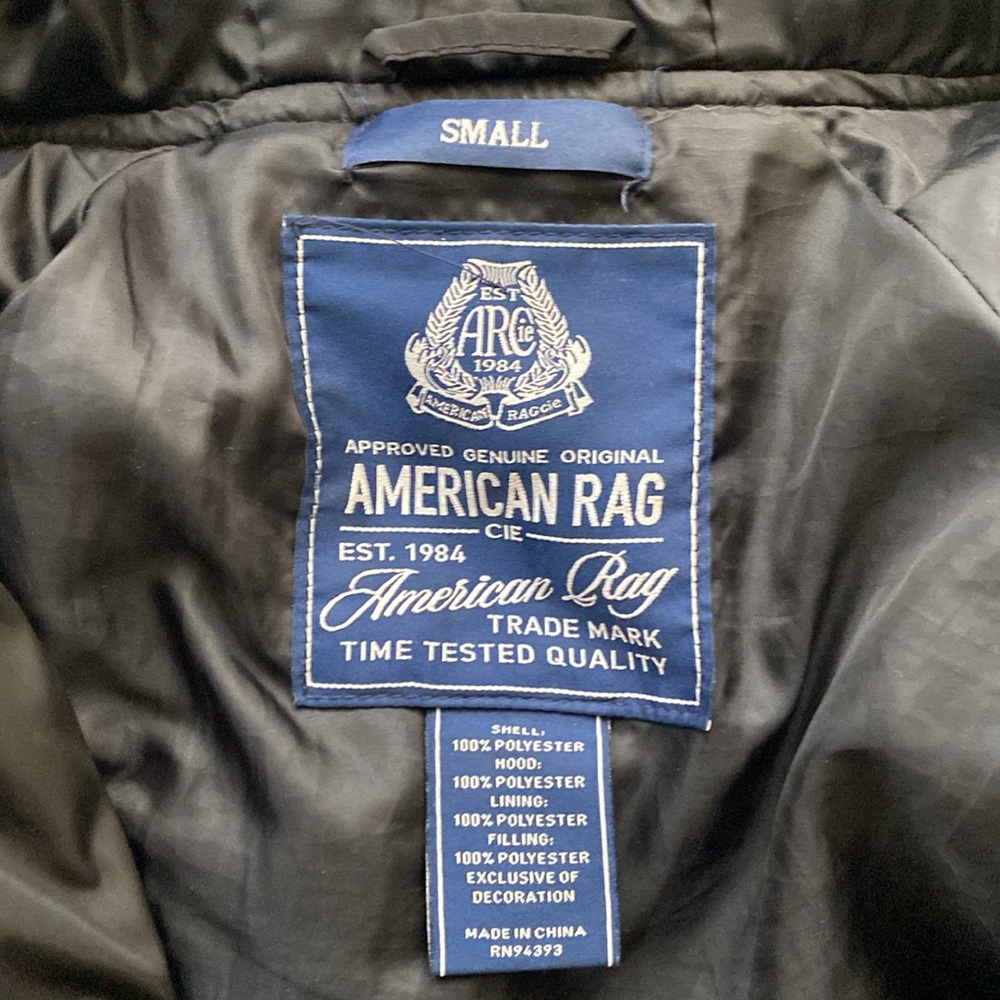 SMALL
EST
ARCie
1984
AMERICAN RAGcie
APPROVED GENUINE ORIGINAL
AMERICAN RAG
CIE
EST. 1984
American Rag
TRADE MARK
TIME TESTED QUALITY
SHELL:
100% POLYESTER
HOOD:
100% POLYESTER
LINING:
100% POLYESTER
FILLING:
100% POLYESTER
EXCLUSIVE OF
DECORATION
MADE IN CHINA
RN94393